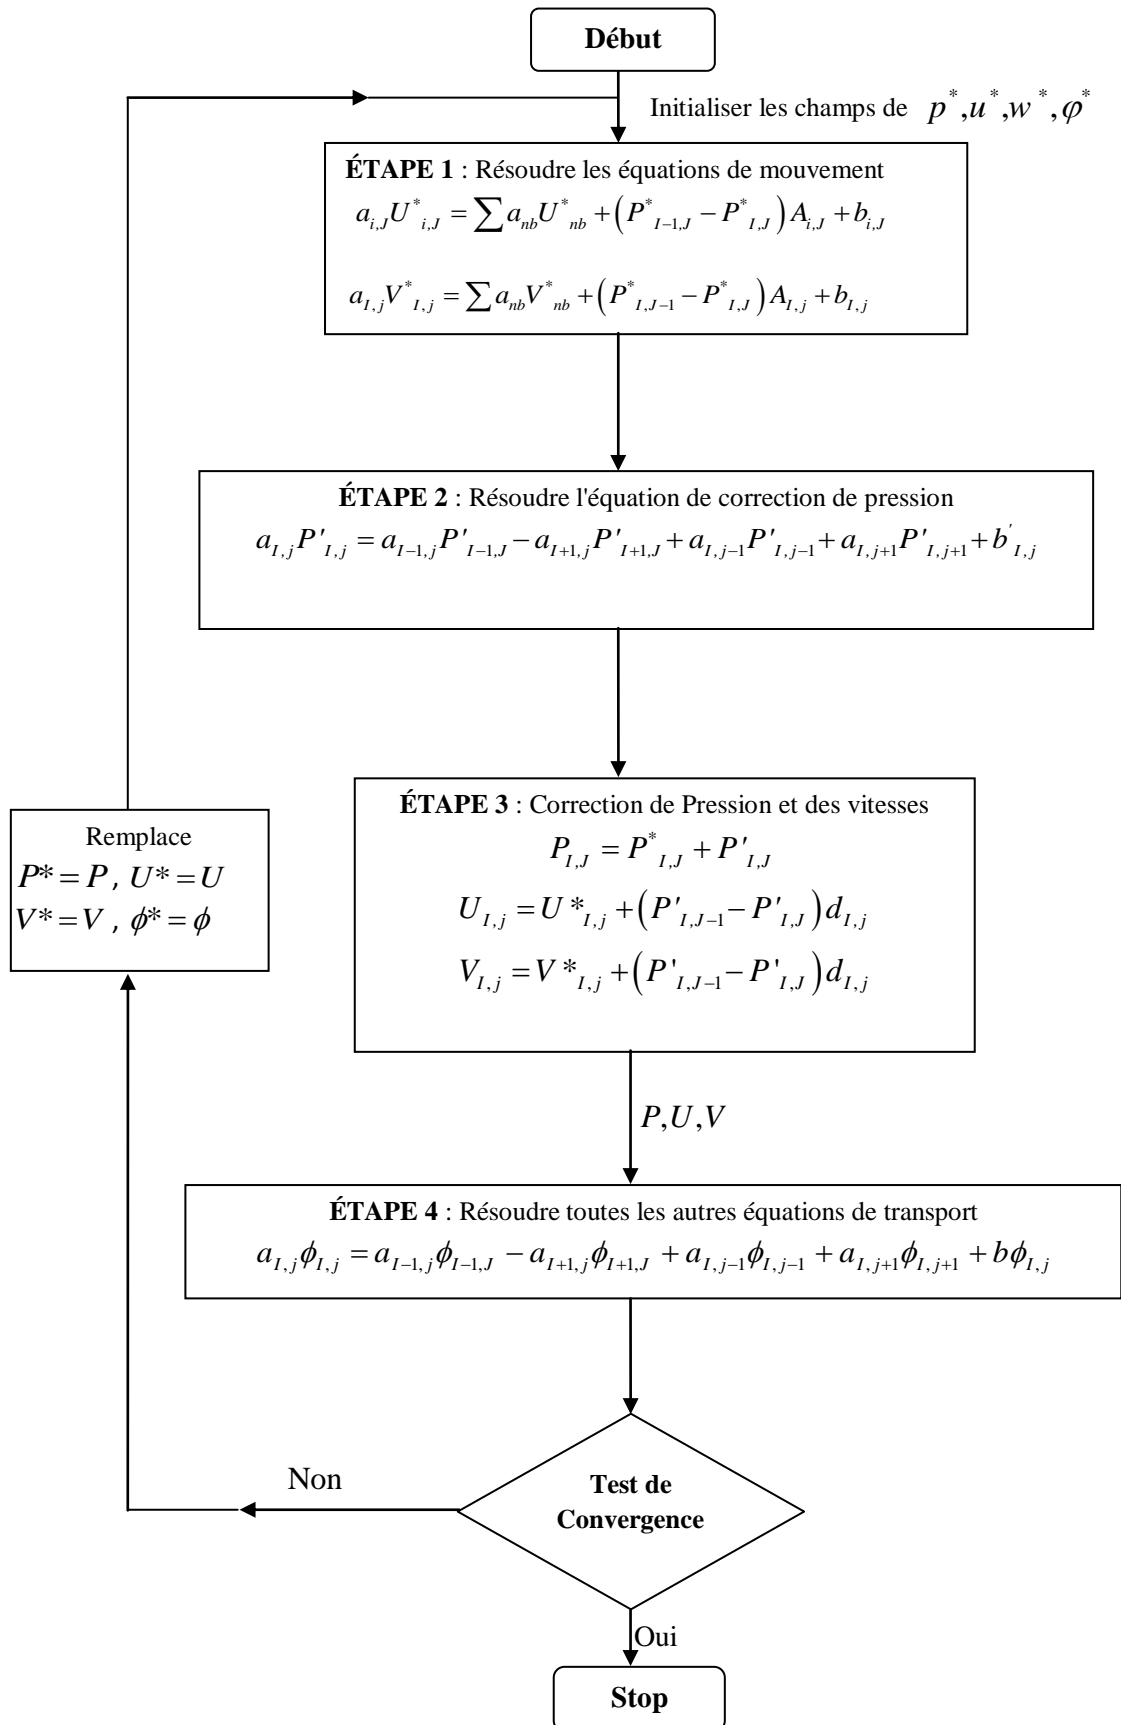 Début
Initialiser les champs de p*,u*,w*,φ*
ÉTAPE 1 : Résoudre les équations de mouvement
a_{i,J}U*_{i,J} = ∑a_{nb}U*_{nb} + (P*_{I-1,J} − P*_{I,J})A_{i,J} + b_{i,J}
a_{I,j}V*_{I,j} = ∑a_{nb}V*_{nb} + (P*_{I,J-1} − P*_{I,J})A_{I,j} + b_{I,j}
ÉTAPE 2 : Résoudre l'équation de correction de pression
a_{I,j}P'_{I,j} = a_{I-1,j}P'_{I-1,J} − a_{I+1,j}P'_{I+1,J} + a_{I,j-1}P'_{I,j-1} + a_{I,j+1}P'_{I,j+1} + b'_{I,j}
ÉTAPE 3 : Correction de Pression et des vitesses
P_{I,J} = P*_{I,J} + P'_{I,J}
U_{I,j} = U*_{I,j} + (P'_{I,J-1} − P'_{I,J})d_{I,j}
V_{I,j} = V*_{I,j} + (P'_{I,J-1} − P'_{I,J})d_{I,j}
Remplace
P* = P , U* = U
V* = V , ϕ* = ϕ
P,U,V
ÉTAPE 4 : Résoudre toutes les autres équations de transport
a_{I,j}ϕ_{I,j} = a_{I-1,j}ϕ_{I-1,J} − a_{I+1,j}ϕ_{I+1,J} + a_{I,j-1}ϕ_{I,j-1} + a_{I,j+1}ϕ_{I,j+1} + bϕ_{I,j}
Non
Test de
Convergence
Oui
Stop